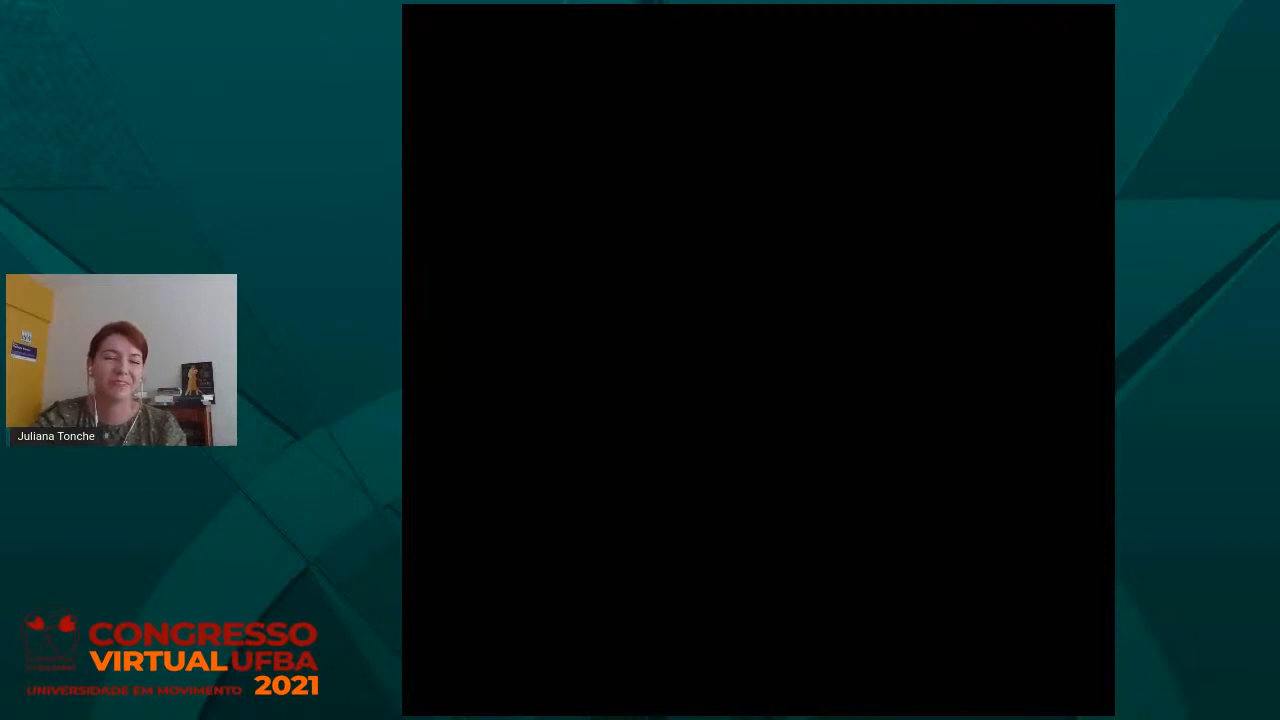 Juliana Tonche
CONGRESSO
VIRTUAL UFBA
2021
UNIVERSIDADE EM MOVIMENTO